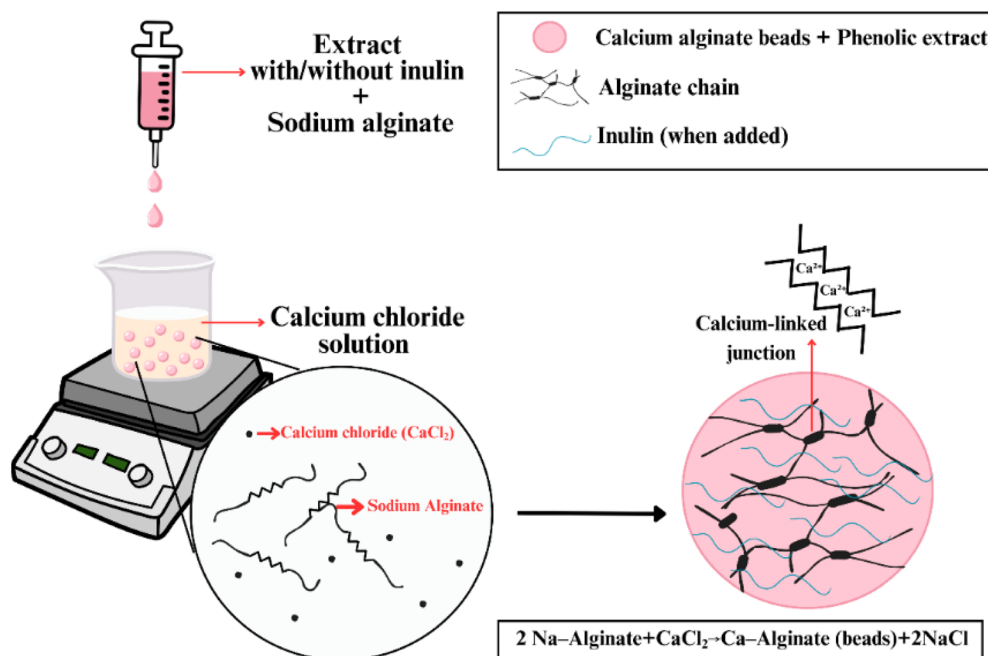 Extract
with/without inulin
+
Sodium alginate
Calcium alginate beads + Phenolic extract
Alginate chain
Inulin (when added)
Calcium chloride
solution
Ca²⁺
Ca²⁺
Ca²⁺
Calcium-linked
junction
Calcium chloride (CaCl₂)
Sodium Alginate
2 Na–Alginate+CaCl₂→Ca–Alginate (beads)+2NaCl